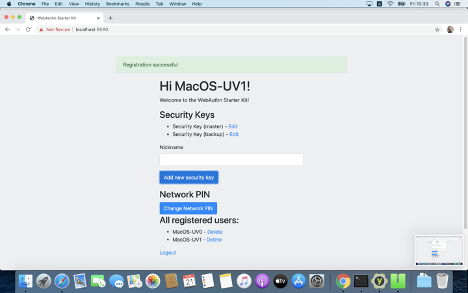 Chrome File Edit View History Bookmarks People Tab Window Help
Fri 10:33
WebAuthn Starter Kit
Not Secure | localhost:8080
Registration successful
Hi MacOS-UV1!
Welcome to the WebAuthn Starter Kit!
Security Keys
Security Key (master) - Edit
Security Key (backup) - Edit
Nickname
Add new security key
Network PIN
Change Network PIN
All registered users:
MacOS-UV0 - Delete
MacOS-UV1 - Delete
Logout